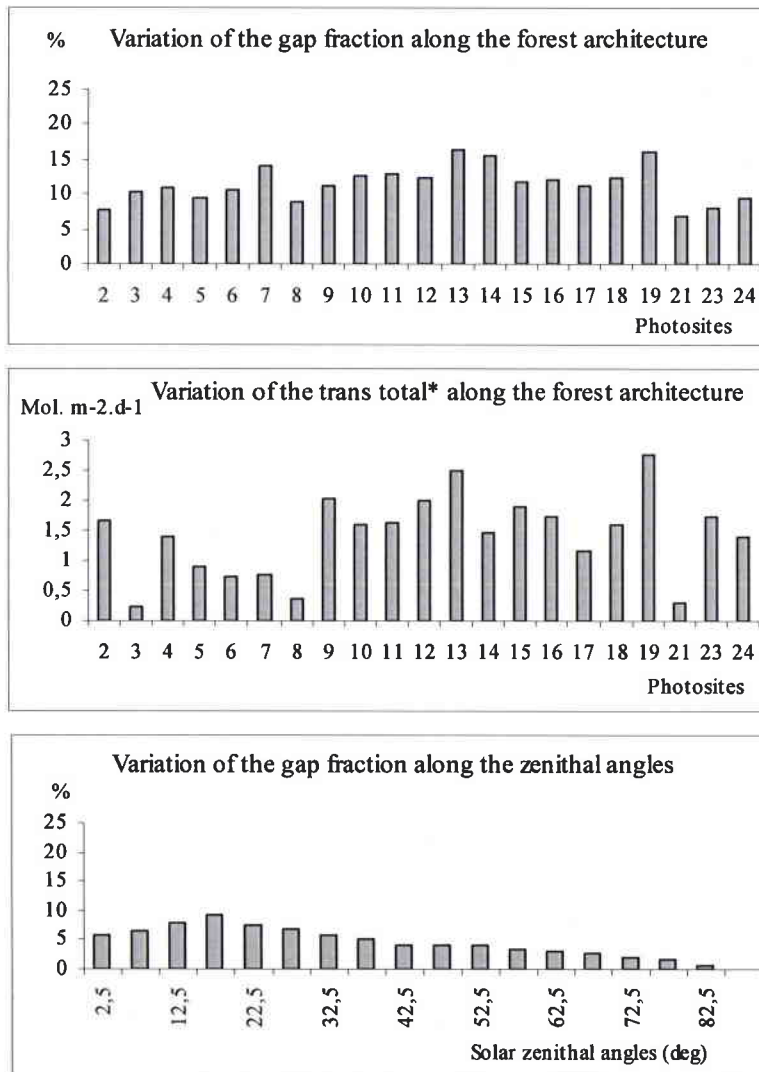 % Variation of the gap fraction along the forest architecture
25
20
15
10
5
0
2 3 4 5 6 7 8 9 10 11 12 13 14 15 16 17 18 19 21 23 24
Photosites
Variation of the trans total* along the forest architecture
Mol. m-2.d-1
3
2,5
2
1,5
1
0,5
0
2 3 4 5 6 7 8 9 10 11 12 13 14 15 16 17 18 19 21 23 24
Photosites
Variation of the gap fraction along the zenithal angles
%
25
20
15
10
5
0
2,5 12,5 22,5 32,5 42,5 52,5 62,5 72,5 82,5
Solar zenithal angles (deg)